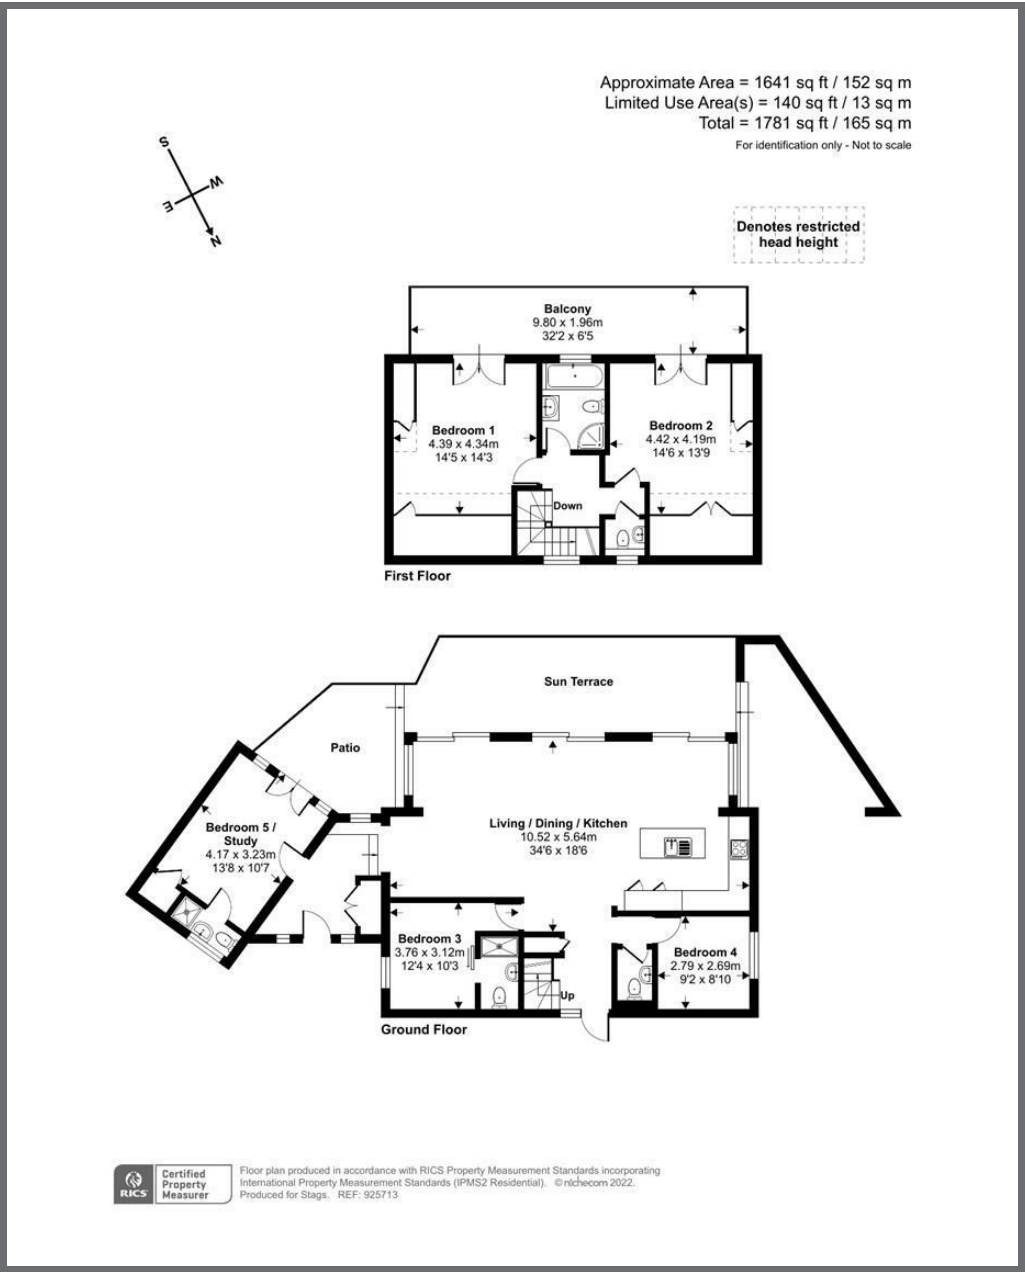 Approximate Area = 1641 sq ft / 152 sq m
Limited Use Area(s) = 140 sq ft / 13 sq m
Total = 1781 sq ft / 165 sq m
For identification only - Not to scale
S
W
E
N
Denotes restricted
head height
Balcony
9.80 x 1.96m
32'2 x 6'5
Bedroom 1
4.39 x 4.34m
14'5 x 14'3
Bedroom 2
4.42 x 4.19m
14'6 x 13'9
Down
First Floor
Sun Terrace
Patio
Bedroom 5 /
Study
4.17 x 3.23m
13'8 x 10'7
Living / Dining / Kitchen
10.52 x 5.64m
34'6 x 18'6
Bedroom 3
3.76 x 3.12m
12'4 x 10'3
Bedroom 4
2.79 x 2.69m
9'2 x 8'10
Up
Ground Floor
RICS
Certified
Property
Measurer
Floor plan produced in accordance with RICS Property Measurement Standards incorporating
International Property Measurement Standards (IPMS2 Residential). © nichecom 2022.
Produced for Stags. REF: 925713